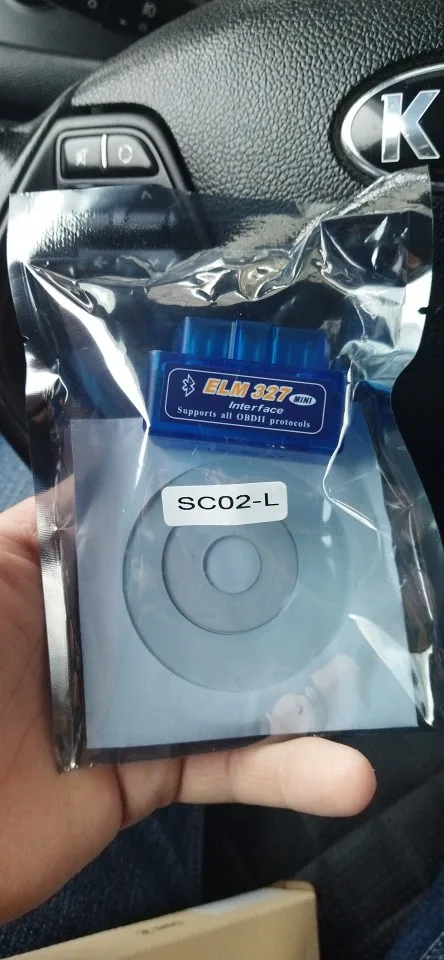 K
ELM 327 MINI
Interface
Supports all OBDII protocols
SC02-L